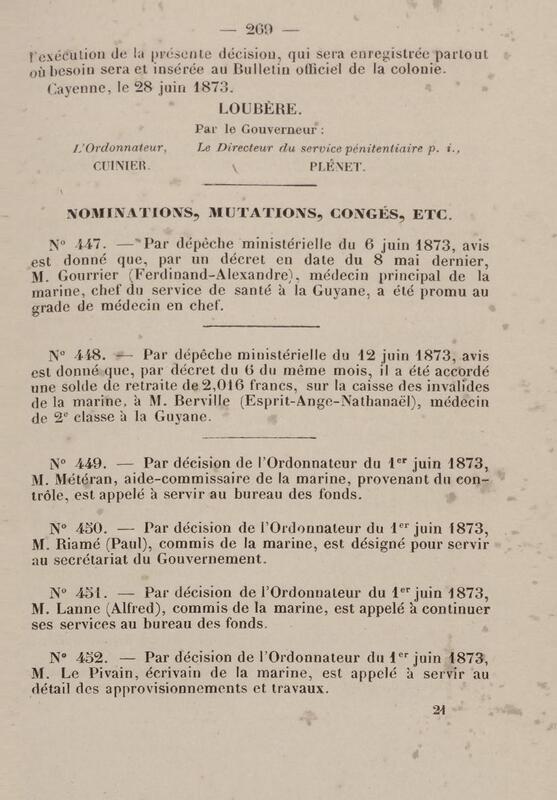 — 269 —
l'exécution de la présente décision, qui sera enregistrée partout
où besoin sera et insérée au Bulletin officiel de la colonie.
Cayenne, le 28 juin 1873.
LOUBÈRE.
Par le Gouverneur :
L'Ordonnateur, Le Directeur du service pénitentiaire p. i.,
CUINIER. PLÉNET.
NOMINATIONS, MUTATIONS, CONGÉS, ETC.
N° 447. — Par dépêche ministérielle du 6 juin 1873, avis
est donné que, par un décret en date du 8 mai dernier,
M. Gourrier (Ferdinand-Alexandre), médecin principal de la
marine, chef du service de santé à la Guyane, a été promu au
grade de médecin en chef.
N° 448. — Par dépêche ministérielle du 12 juin 1873, avis
est donné que, par décret du 6 du même mois, il a été accordé
une solde de retraite de 2,016 francs, sur la caisse des invalides
de la marine, à M. Berville (Esprit-Ange-Nathanaël), médecin
de 2e classe à la Guyane.
N° 449. — Par décision de l'Ordonnateur du 1er juin 1873,
M. Météran, aide-commissaire de la marine, provenant du con-
trôle, est appelé à servir au bureau des fonds.
N° 450. — Par décision de l'Ordonnateur du 1er juin 1873,
M. Riamé (Paul), commis de la marine, est désigné pour servir
au secrétariat du Gouvernement.
N° 451. — Par décision de l'Ordonnateur du 1er juin 1873,
M. Lanne (Alfred), commis de la marine, est appelé à continuer
ses services au bureau des fonds.
N° 452. — Par décision de l'Ordonnateur du 1er juin 1873,
M. Le Pivain, écrivain de la marine, est appelé à servir au
détail des approvisionnements et travaux.
21